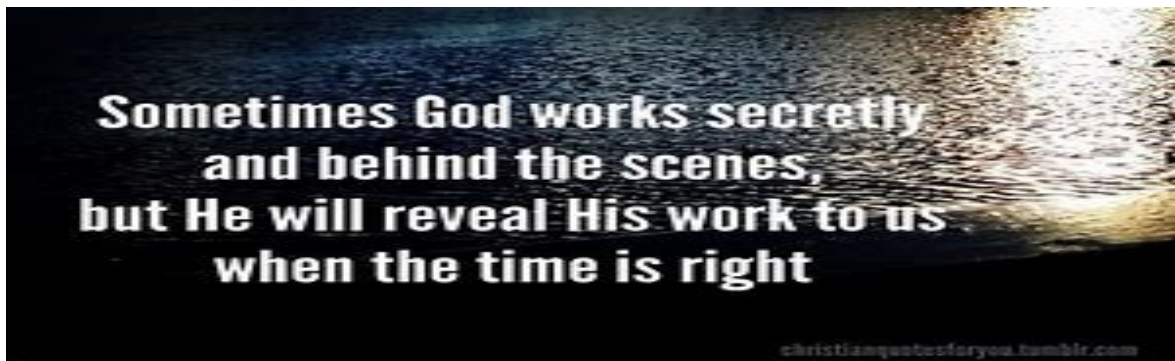 Sometimes God works secretly
and behind the scenes,
but He will reveal His work to us
when the time is right
christianquotesforyou.tumblr.com